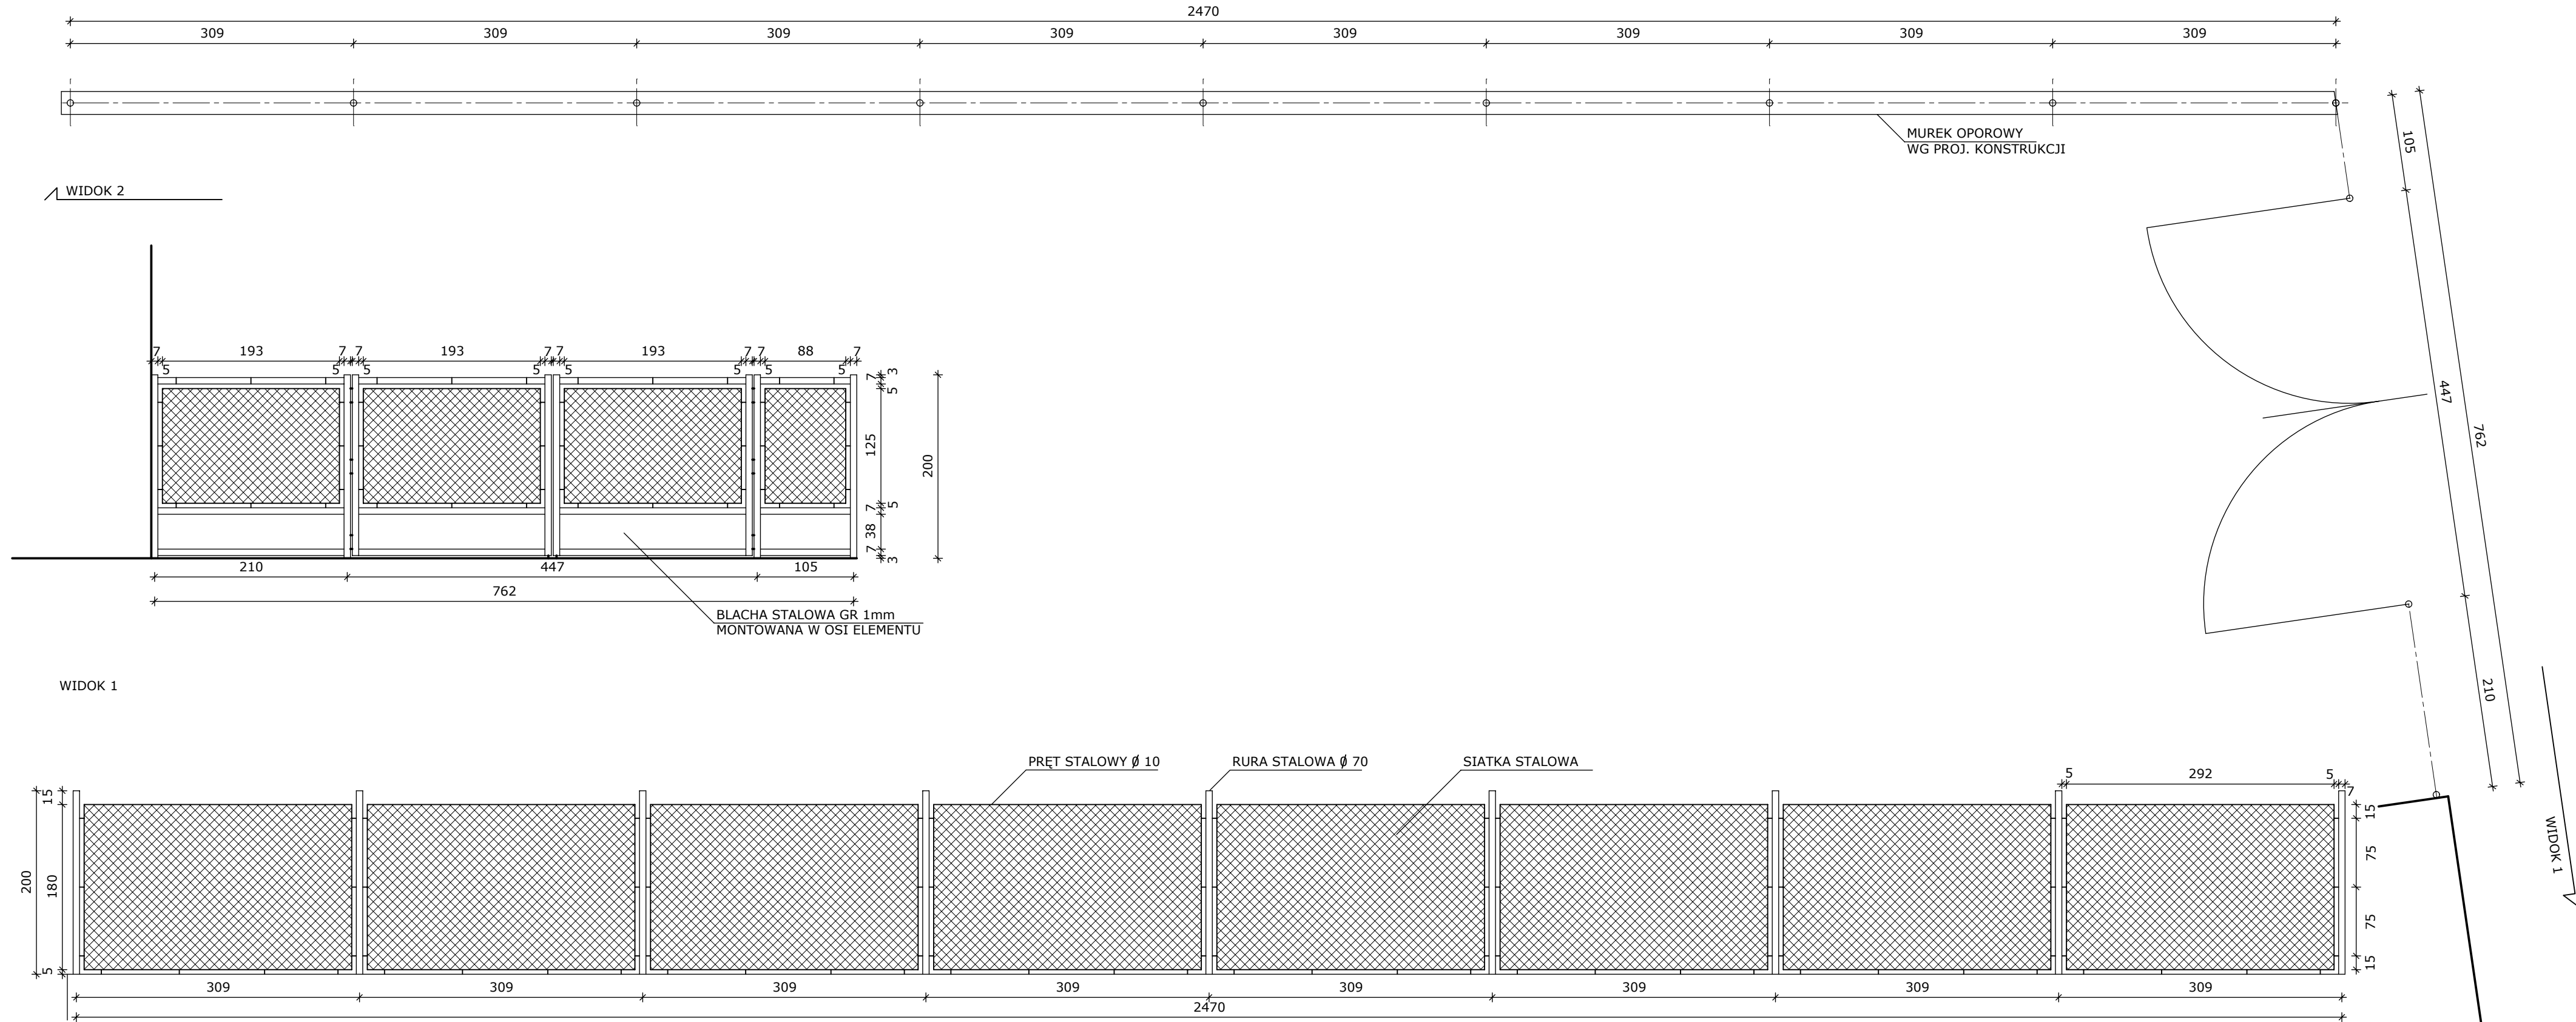 2470
309 309 309 309 309 309 309 309
MUREK OPOROWY
WG PROJ. KONSTRUKCJI
105
447
762
210
WIDOK 1
WIDOK 2
7 193 7 7 193 7 7 193 7 7 88 7
5 5 5 5 5 5 5 5
3
7
5
125
200
5
7
38
7
3
210 447 105
762
BLACHA STALOWA GR 1mm
MONTOWANA W OSI ELEMENTU
WIDOK 1
PRĘT STALOWY Ø 10
RURA STALOWA Ø 70
SIATKA STALOWA
5 292 5
7
15
200
180
5
15
75
75
15
309 309 309 309 309 309 309 309
2470